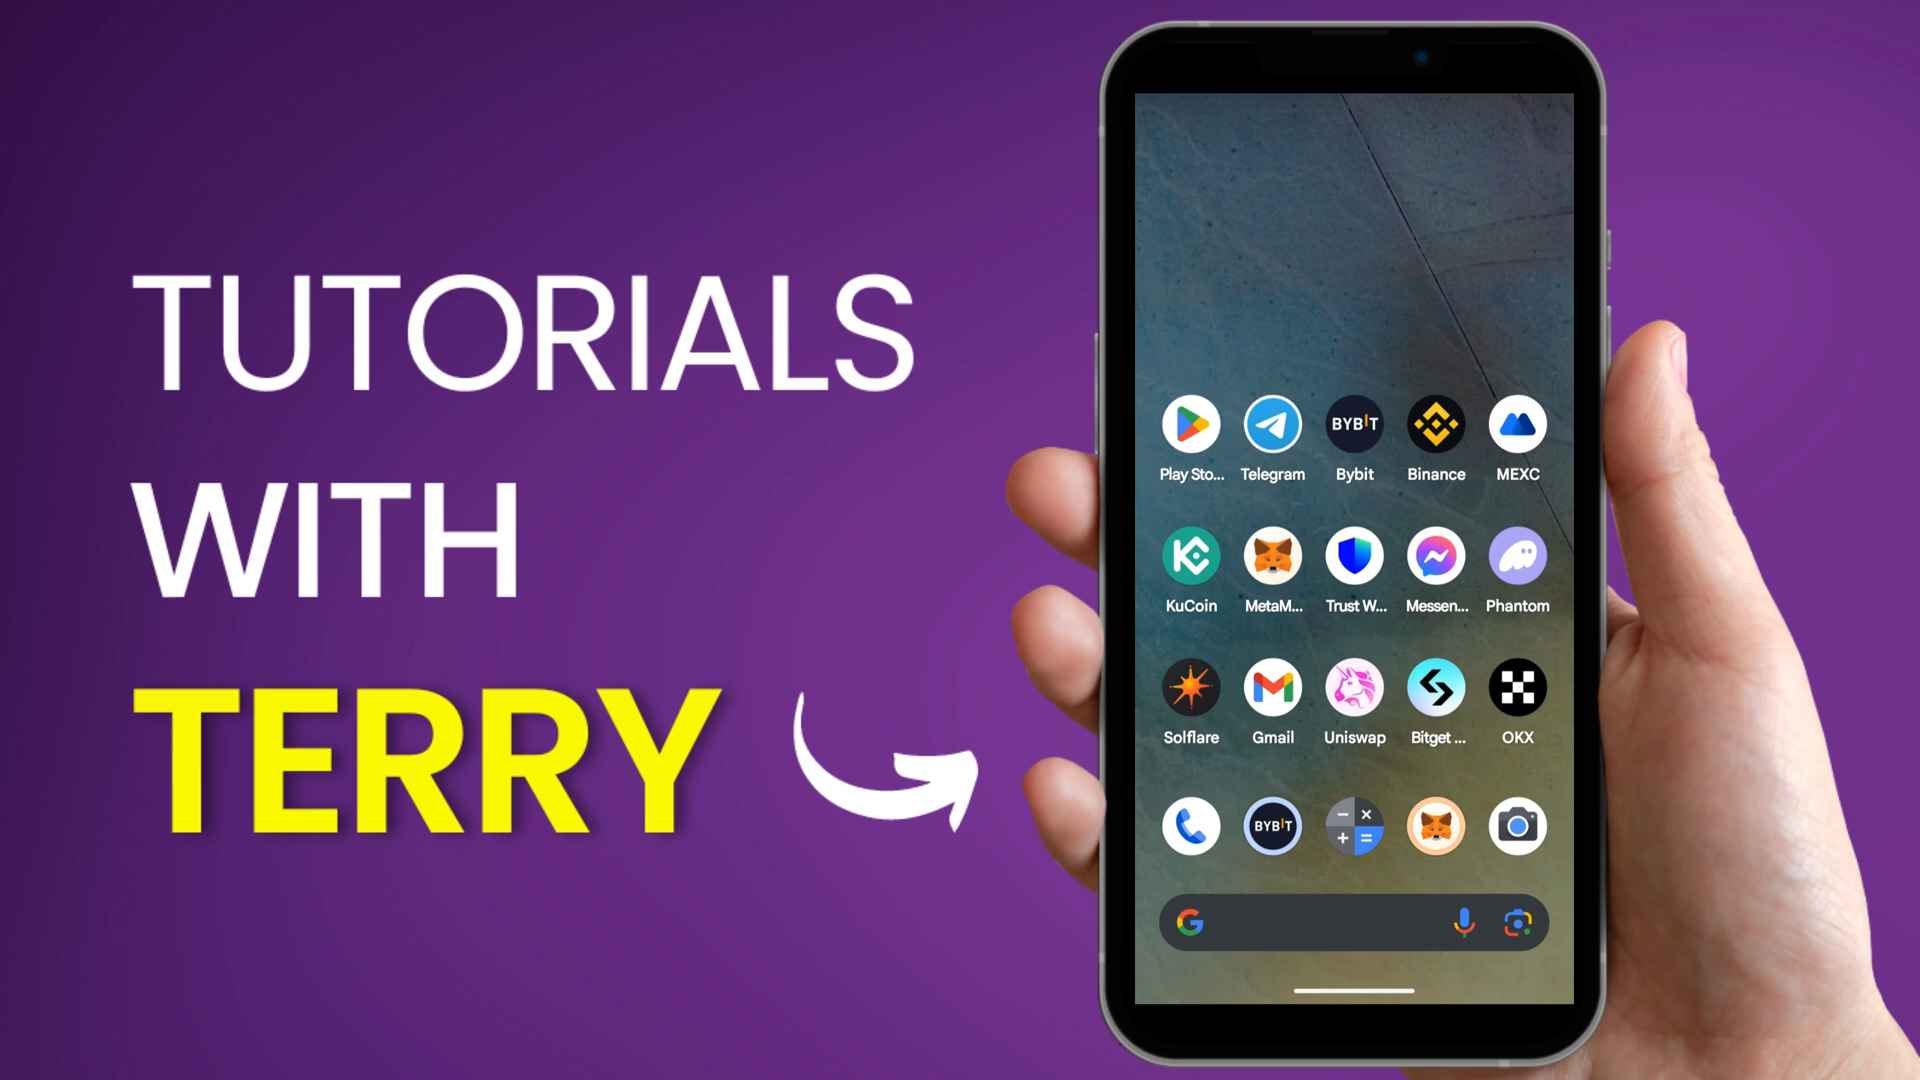 TUTORIALS
WITH
TERRY
BYBIT
Play Sto... Telegram Bybit Binance MEXC
KuCoin MetaM... Trust W... Messen... Phantom
Solflare Gmail Uniswap Bitget ... OKX
BYBIT